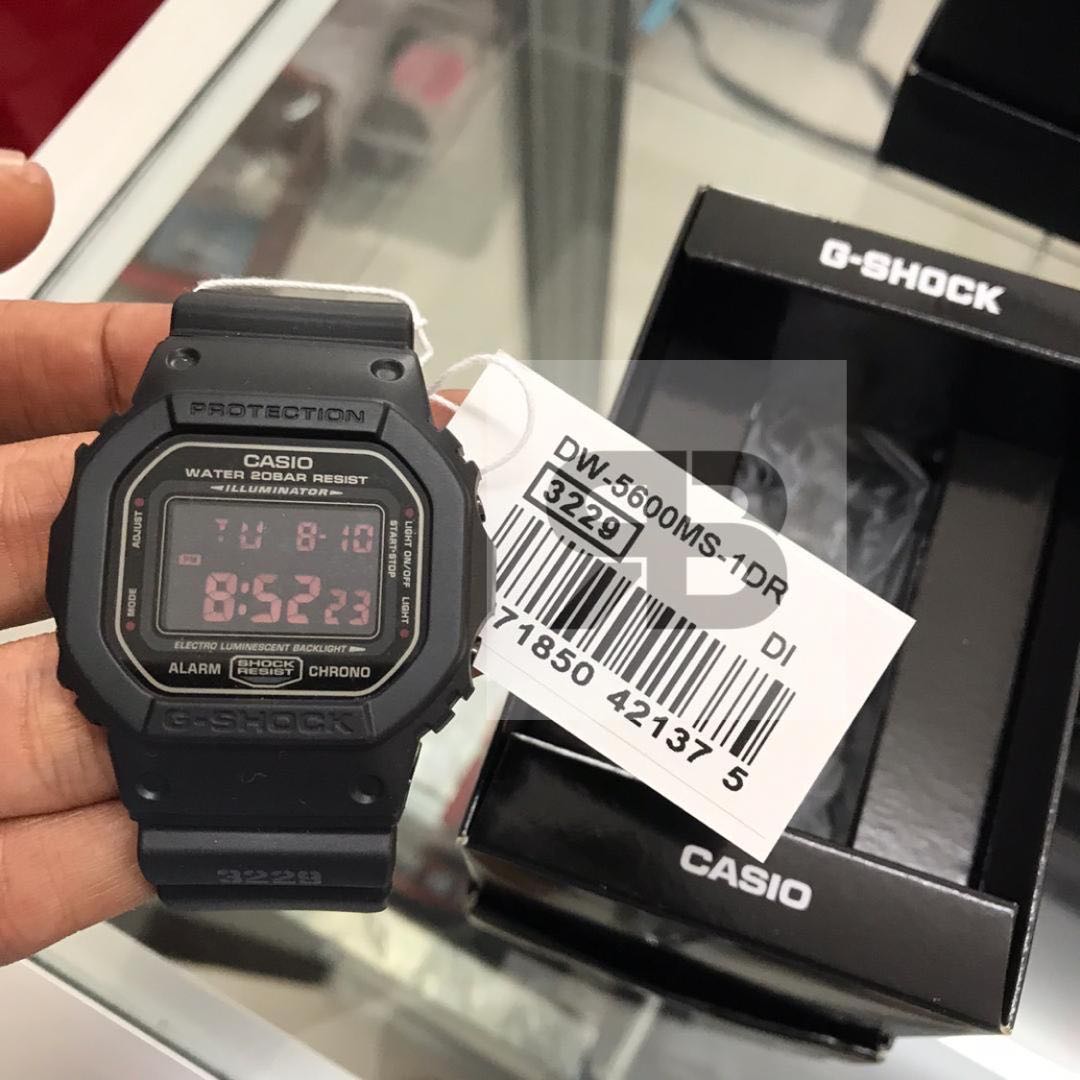 PROTECTION
CASIO
WATER 20BAR RESIST
ILLUMINATOR
ADJUST
MODE
LIGHT ON/OFF
START·STOP
LIGHT
TU 8-10
PM
8:52 23
ELECTRO LUMINESCENT BACKLIGHT
ALARM SHOCK RESIST CHRONO
G-SHOCK
3229
DW-5600MS-1DR
3229
DI
71850 42137 5
G-SHOCK
CASIO